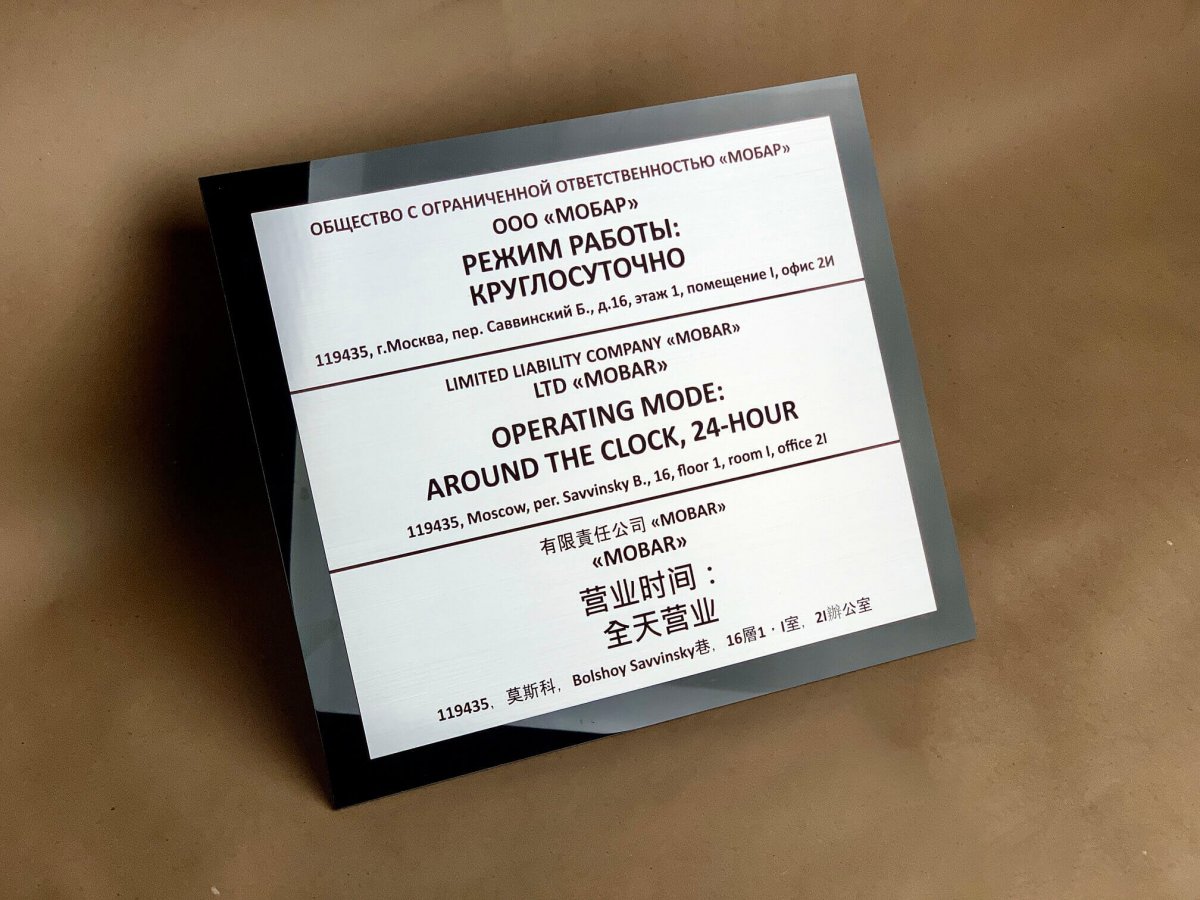 ОБЩЕСТВО С ОГРАНИЧЕННОЙ ОТВЕТСТВЕННОСТЬЮ «МОБАР»
ООО «МОБАР»
РЕЖИМ РАБОТЫ:
КРУГЛОСУТОЧНО
119435, г.Москва, пер. Саввинский Б., д.16, этаж 1, помещение I, офис 2И
LIMITED LIABILITY COMPANY «MOBAR»
LTD «MOBAR»
OPERATING MODE:
AROUND THE CLOCK, 24-HOUR
119435, Moscow, per. Savvinsky B., 16, floor 1, room I, office 2I
有限責任公司 «MOBAR»
«MOBAR»
营业时间：
全天营业
119435，莫斯科，Bolshoy Savvinsky巷，16層1，I室，2I辦公室